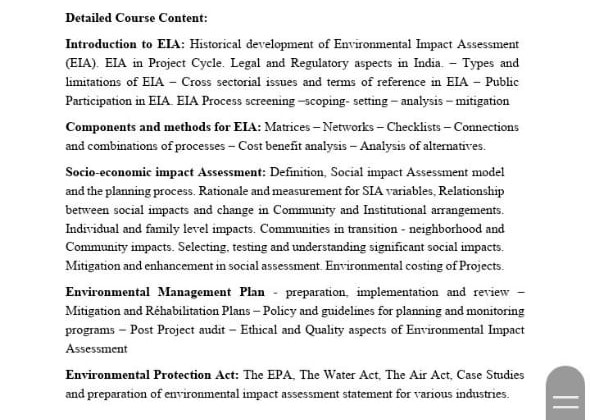 Detailed Course Content:
Introduction to EIA: Historical development of Environmental Impact Assessment
(EIA). EIA in Project Cycle. Legal and Regulatory aspects in India. – Types and
limitations of EIA – Cross sectorial issues and terms of reference in EIA – Public
Participation in EIA. EIA Process screening –scoping- setting – analysis – mitigation
Components and methods for EIA: Matrices – Networks – Checklists – Connections
and combinations of processes – Cost benefit analysis – Analysis of alternatives.
Socio-economic impact Assessment: Definition, Social impact Assessment model
and the planning process. Rationale and measurement for SIA variables, Relationship
between social impacts and change in Community and Institutional arrangements.
Individual and family level impacts. Communities in transition - neighborhood and
Community impacts. Selecting, testing and understanding significant social impacts.
Mitigation and enhancement in social assessment. Environmental costing of Projects.
Environmental Management Plan - preparation, implementation and review –
Mitigation and Réhabilitation Plans – Policy and guidelines for planning and monitoring
programs – Post Project audit – Ethical and Quality aspects of Environmental Impact
Assessment
Environmental Protection Act: The EPA, The Water Act, The Air Act, Case Studies
and preparation of environmental impact assessment statement for various industries.